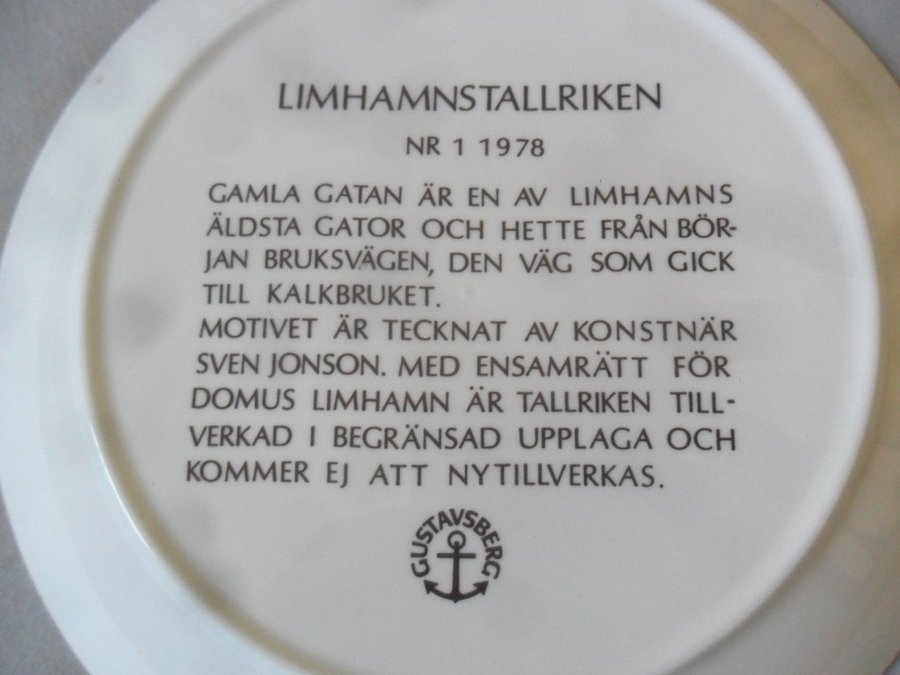 LIMHAMNSTALLRIKEN
NR 1 1978
GAMLA GATAN ÄR EN AV LIMHAMNS
ÄLDSTA GATOR OCH HETTE FRÅN BÖR-
JAN BRUKSVÄGEN, DEN VÄG SOM GICK
TILL KALKBRUKET.
MOTIVET ÄR TECKNAT AV KONSTNÄR
SVEN JONSON. MED ENSAMRÄTT FÖR
DOMUS LIMHAMN ÄR TALLRIKEN TILL-
VERKAD I BEGRÄNSAD UPPLAGA OCH
KOMMER EJ ATT NYTILLVERKAS.
GUSTAVSBERG